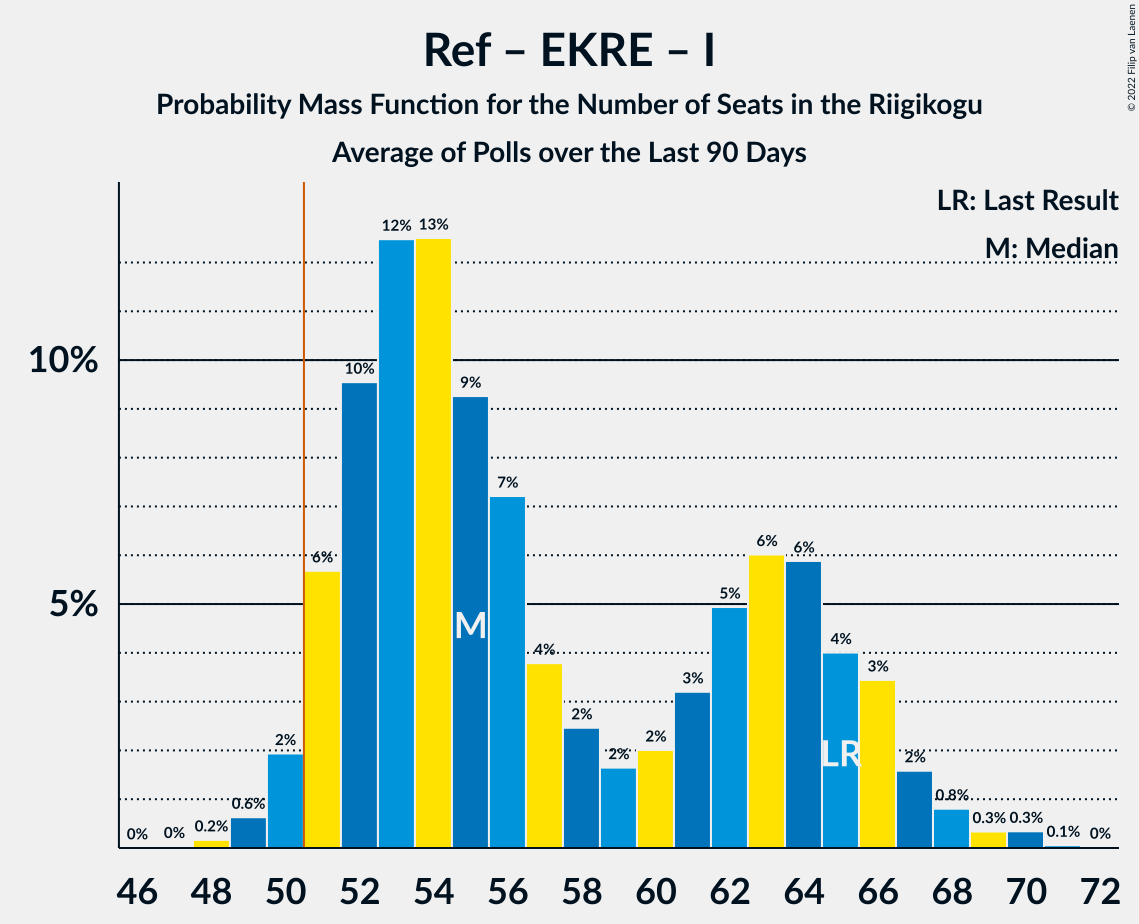 © 2022 Filip van Laenen
Ref – EKRE – I
Probability Mass Function for the Number of Seats in the Riigikogu
Average of Polls over the Last 90 Days
LR: Last Result
M: Median
10%
5%
0% 0% 0.2% 0.6% 2% 6% 10% 12% 13% 9% 7% 4% 2% 2% 2% 3% 5% 6% 6% 4% 3% 2% 0.8% 0.3% 0.3% 0.1% 0%
M
LR
46 48 50 52 54 56 58 60 62 64 66 68 70 72